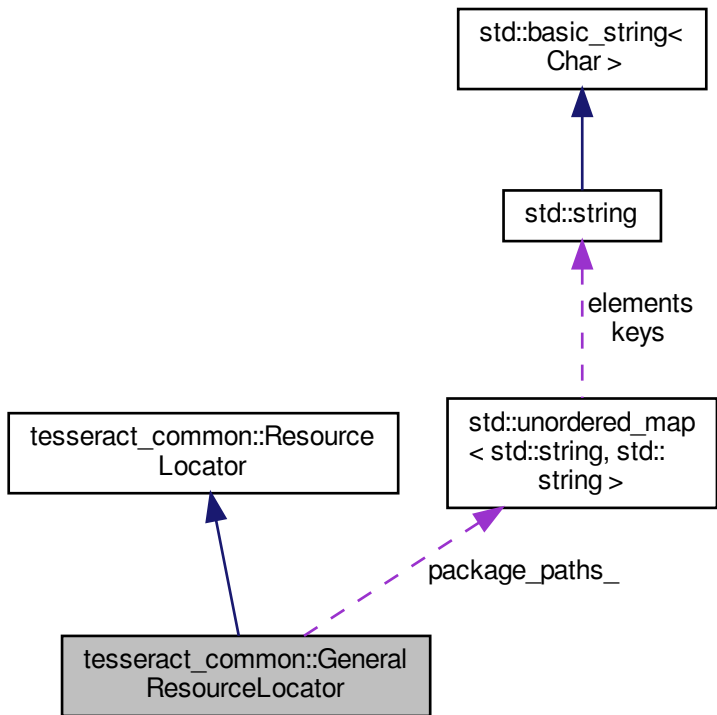 std::basic_string<
Char >
std::string
elements
keys
tesseract_common::Resource
Locator
std::unordered_map
< std::string, std::
string >
package_paths_
tesseract_common::General
ResourceLocator